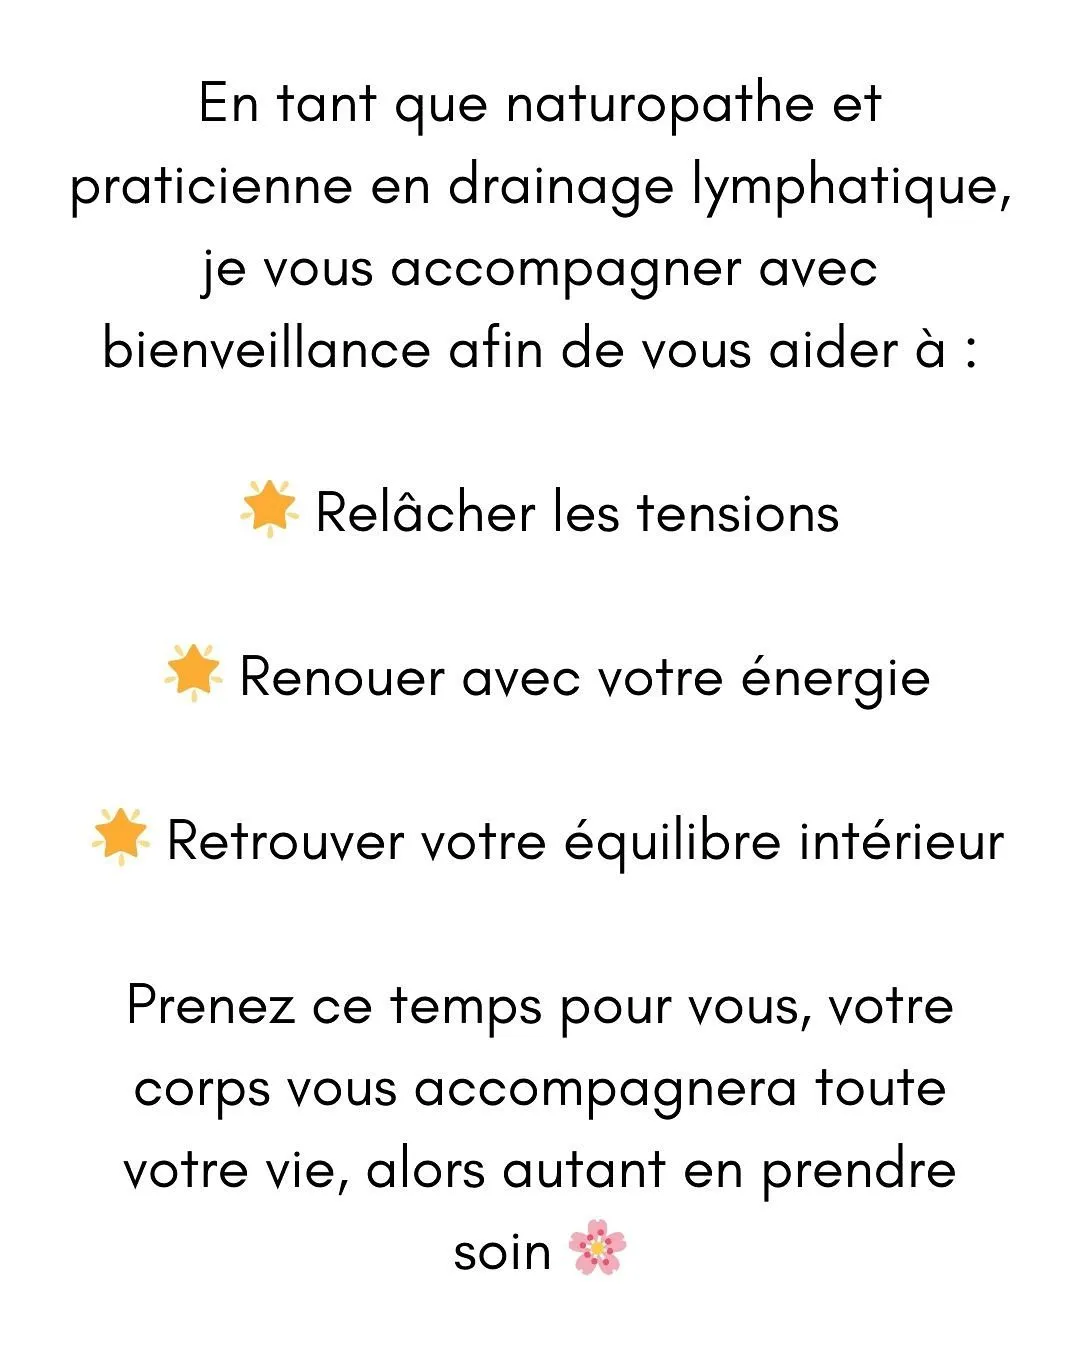 En tant que naturopathe et
praticienne en drainage lymphatique,
je vous accompagner avec
bienveillance afin de vous aider à :
🌟 Relâcher les tensions
🌟 Renouer avec votre énergie
🌟 Retrouver votre équilibre intérieur
Prenez ce temps pour vous, votre
corps vous accompagnera toute
votre vie, alors autant en prendre
soin 🌸